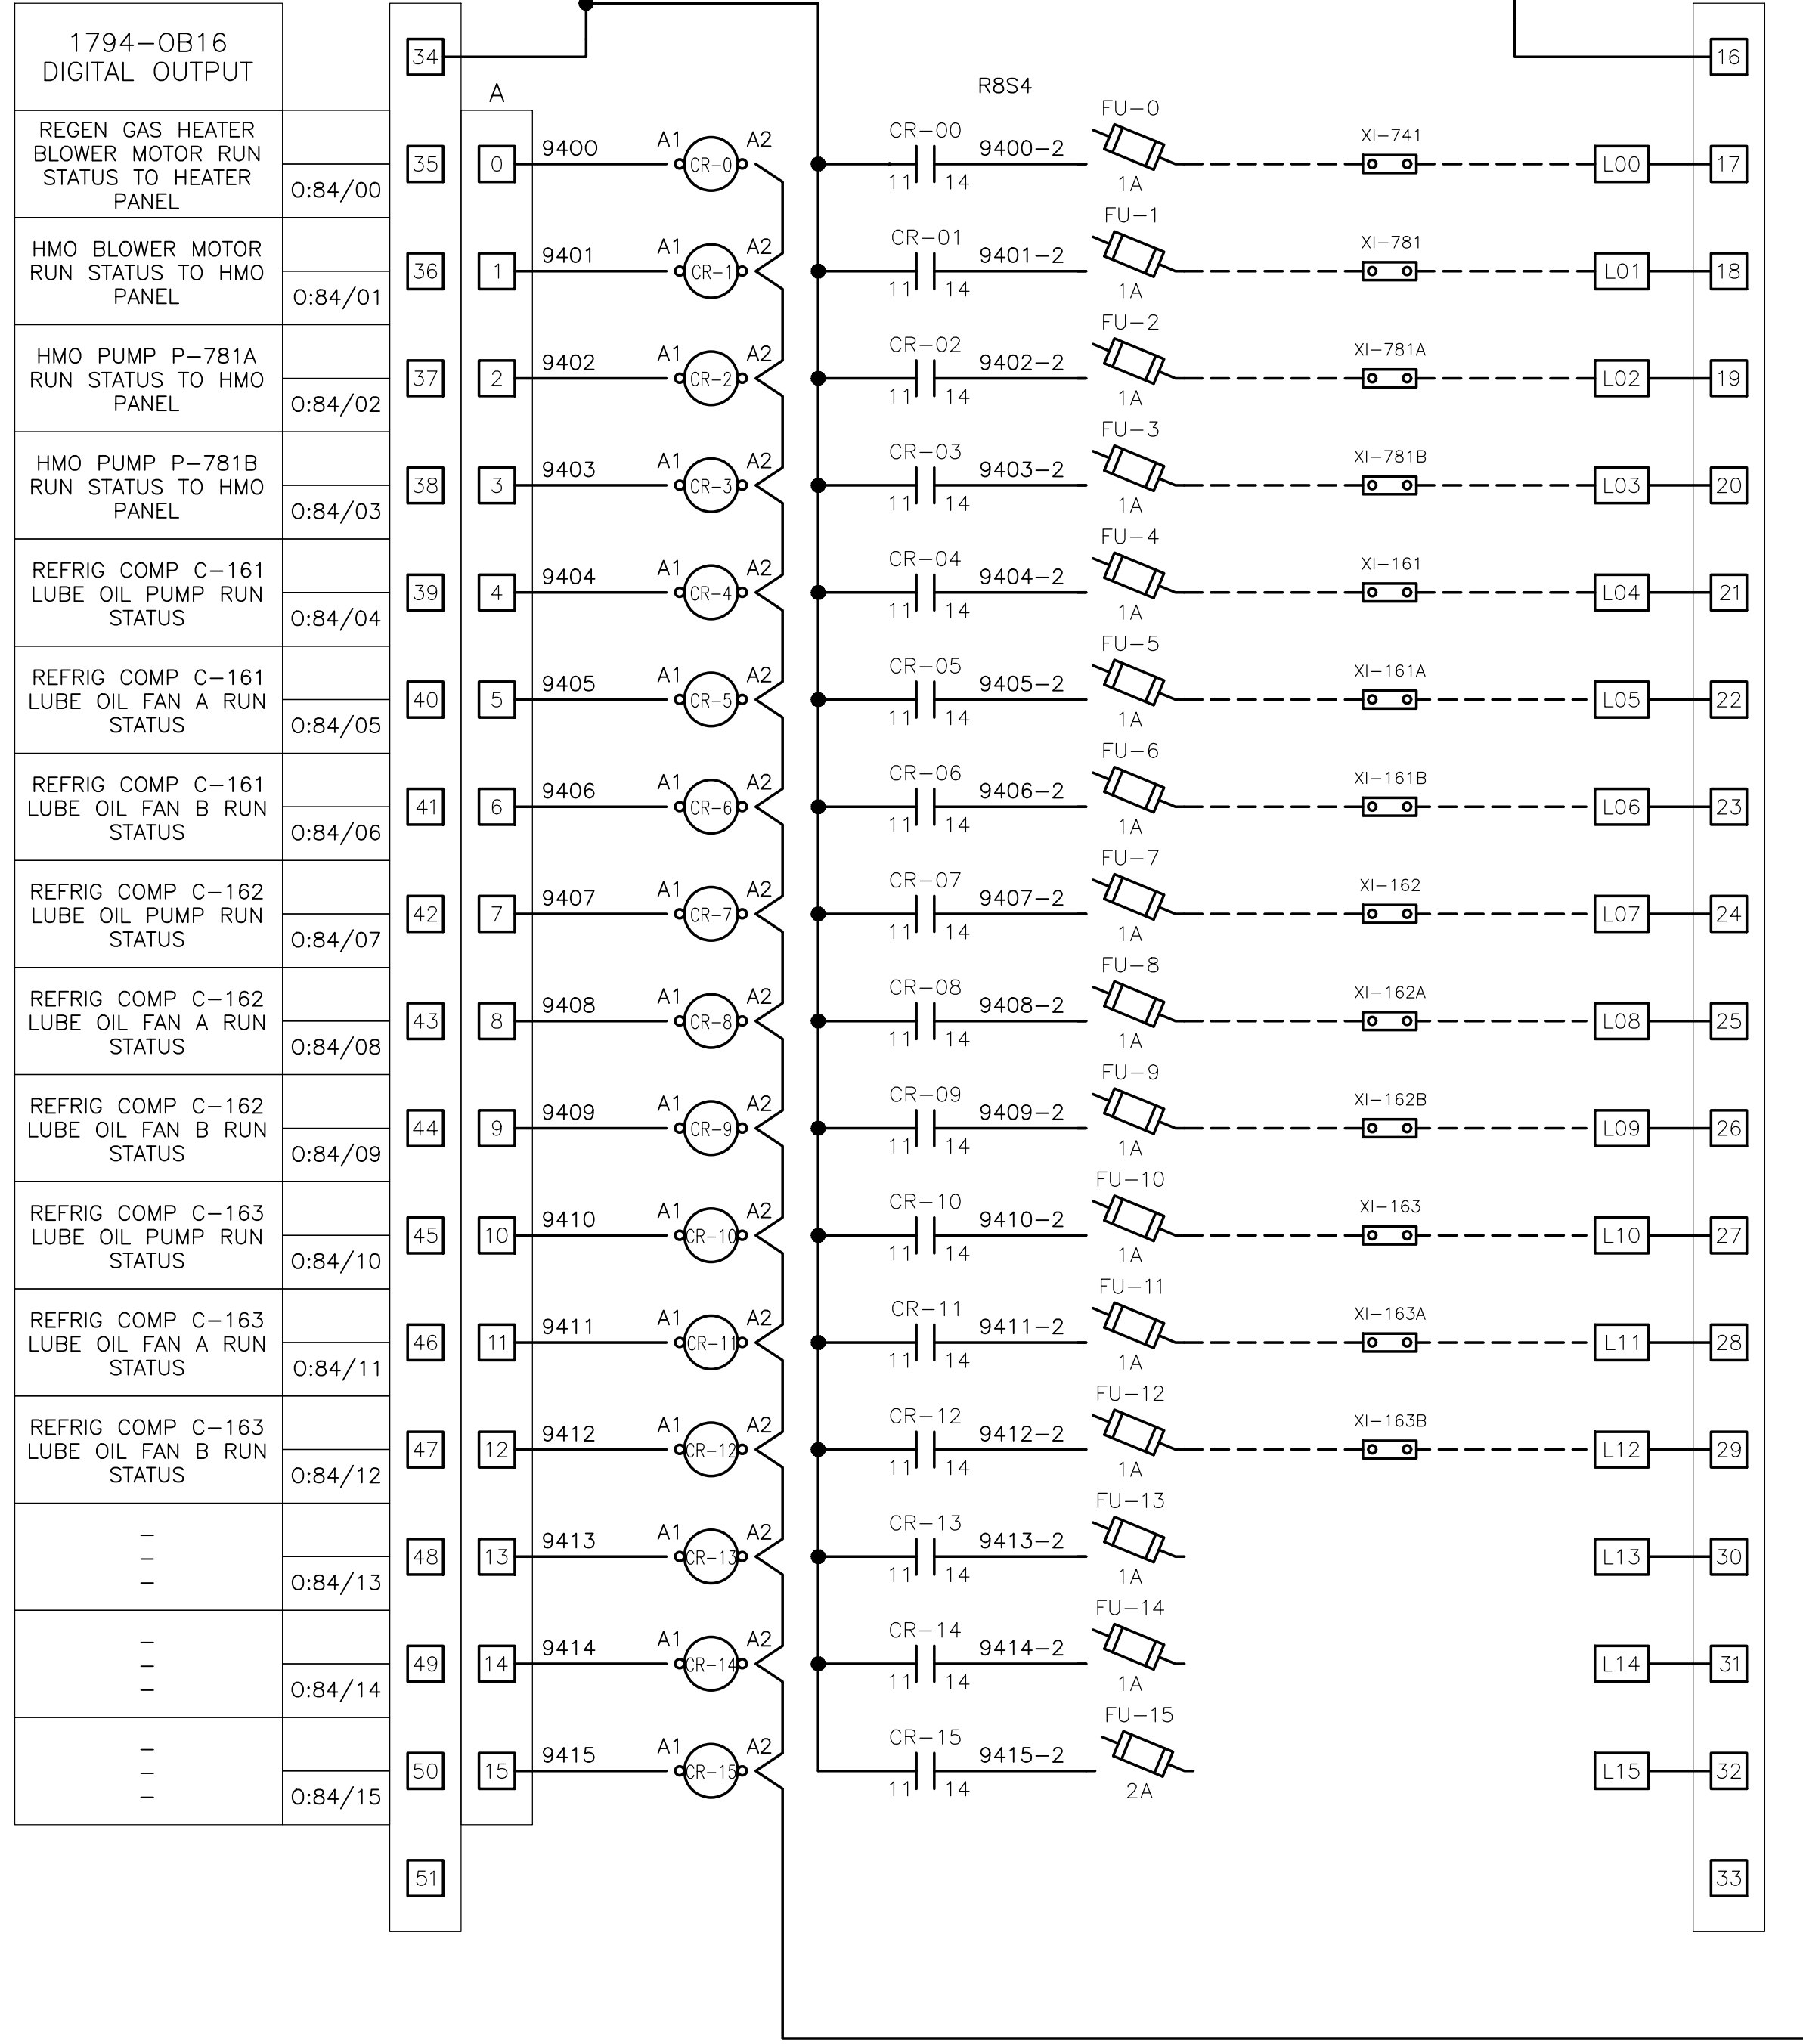 1794-OB16
DIGITAL OUTPUT
34
16
A
R8S4
REGEN GAS HEATER
BLOWER MOTOR RUN
STATUS TO HEATER
PANEL
O:84/00
35
0
9400
A1
CR-0
A2
CR-00
11
14
9400-2
FU-0
1A
XI-741
L00
17
HMO BLOWER MOTOR
RUN STATUS TO HMO
PANEL
O:84/01
36
1
9401
A1
CR-1
A2
CR-01
11
14
9401-2
FU-1
1A
XI-781
L01
18
HMO PUMP P-781A
RUN STATUS TO HMO
PANEL
O:84/02
37
2
9402
A1
CR-2
A2
CR-02
11
14
9402-2
FU-2
1A
XI-781A
L02
19
HMO PUMP P-781B
RUN STATUS TO HMO
PANEL
O:84/03
38
3
9403
A1
CR-3
A2
CR-03
11
14
9403-2
FU-3
1A
XI-781B
L03
20
REFRIG COMP C-161
LUBE OIL PUMP RUN
STATUS
O:84/04
39
4
9404
A1
CR-4
A2
CR-04
11
14
9404-2
FU-4
1A
XI-161
L04
21
REFRIG COMP C-161
LUBE OIL FAN A RUN
STATUS
O:84/05
40
5
9405
A1
CR-5
A2
CR-05
11
14
9405-2
FU-5
1A
XI-161A
L05
22
REFRIG COMP C-161
LUBE OIL FAN B RUN
STATUS
O:84/06
41
6
9406
A1
CR-6
A2
CR-06
11
14
9406-2
FU-6
1A
XI-161B
L06
23
REFRIG COMP C-162
LUBE OIL PUMP RUN
STATUS
O:84/07
42
7
9407
A1
CR-7
A2
CR-07
11
14
9407-2
FU-7
1A
XI-162
L07
24
REFRIG COMP C-162
LUBE OIL FAN A RUN
STATUS
O:84/08
43
8
9408
A1
CR-8
A2
CR-08
11
14
9408-2
FU-8
1A
XI-162A
L08
25
REFRIG COMP C-162
LUBE OIL FAN B RUN
STATUS
O:84/09
44
9
9409
A1
CR-9
A2
CR-09
11
14
9409-2
FU-9
1A
XI-162B
L09
26
REFRIG COMP C-163
LUBE OIL PUMP RUN
STATUS
O:84/10
45
10
9410
A1
CR-10
A2
CR-10
11
14
9410-2
FU-10
1A
XI-163
L10
27
REFRIG COMP C-163
LUBE OIL FAN A RUN
STATUS
O:84/11
46
11
9411
A1
CR-11
A2
CR-11
11
14
9411-2
FU-11
1A
XI-163A
L11
28
REFRIG COMP C-163
LUBE OIL FAN B RUN
STATUS
O:84/12
47
12
9412
A1
CR-12
A2
CR-12
11
14
9412-2
FU-12
1A
XI-163B
L12
29
-
-
-
O:84/13
48
13
9413
A1
CR-13
A2
CR-13
11
14
9413-2
FU-13
1A
L13
30
-
-
-
O:84/14
49
14
9414
A1
CR-14
A2
CR-14
11
14
9414-2
FU-14
1A
L14
31
-
-
-
O:84/15
50
15
9415
A1
CR-15
A2
CR-15
11
14
9415-2
FU-15
2A
L15
32
51
33